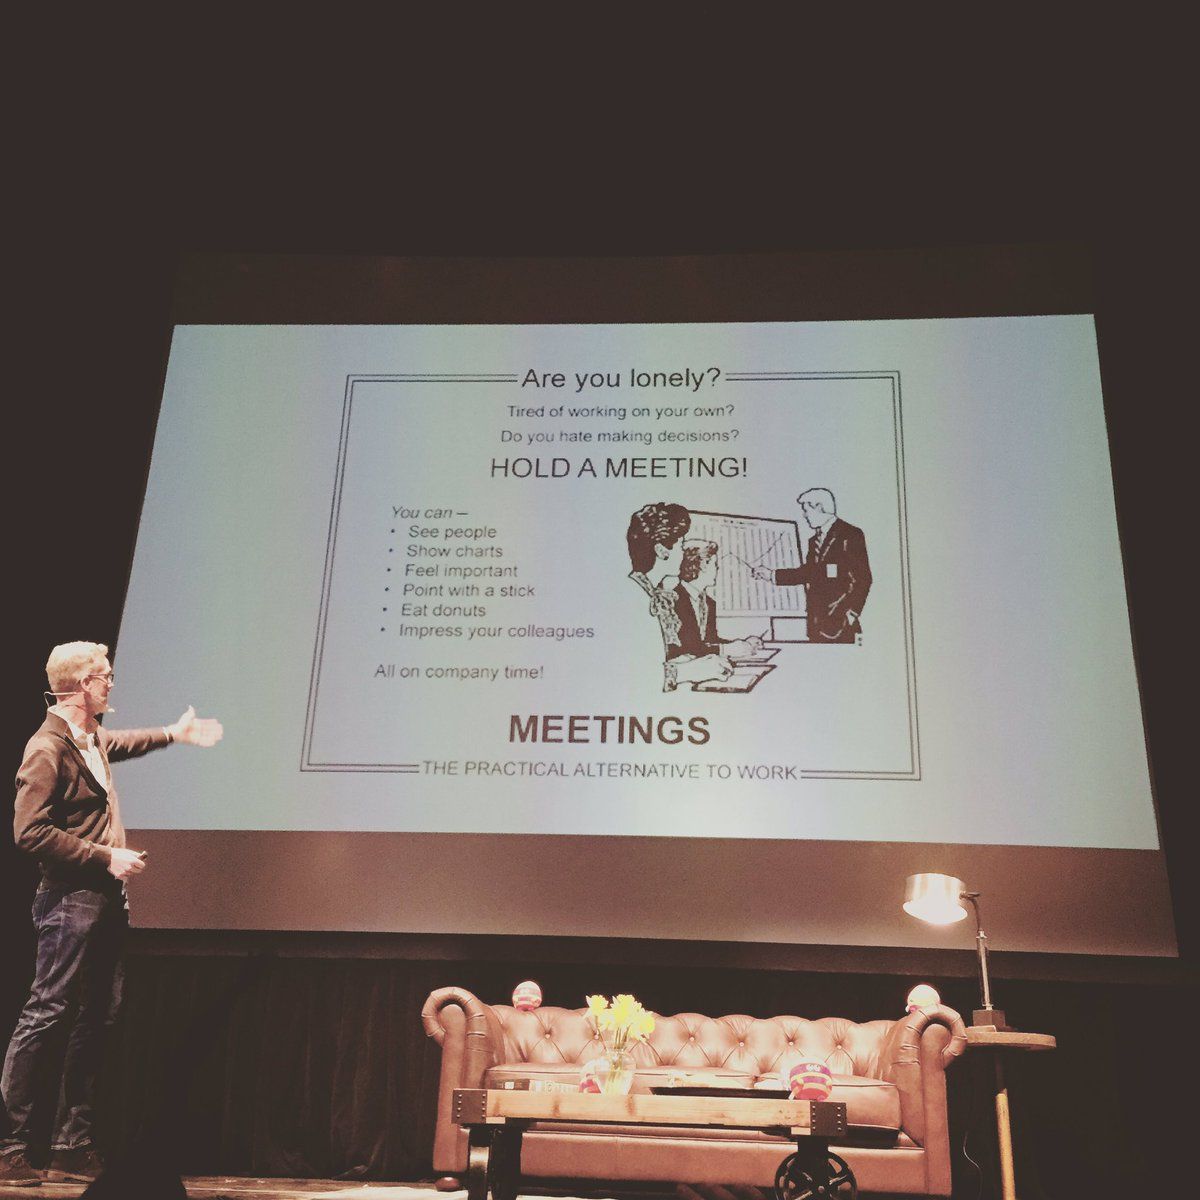 Are you lonely?
Tired of working on your own?
Do you hate making decisions?
HOLD A MEETING!
You can –
• See people
• Show charts
• Feel important
• Point with a stick
• Eat donuts
• Impress your colleagues
All on company time!
MEETINGS
THE PRACTICAL ALTERNATIVE TO WORK